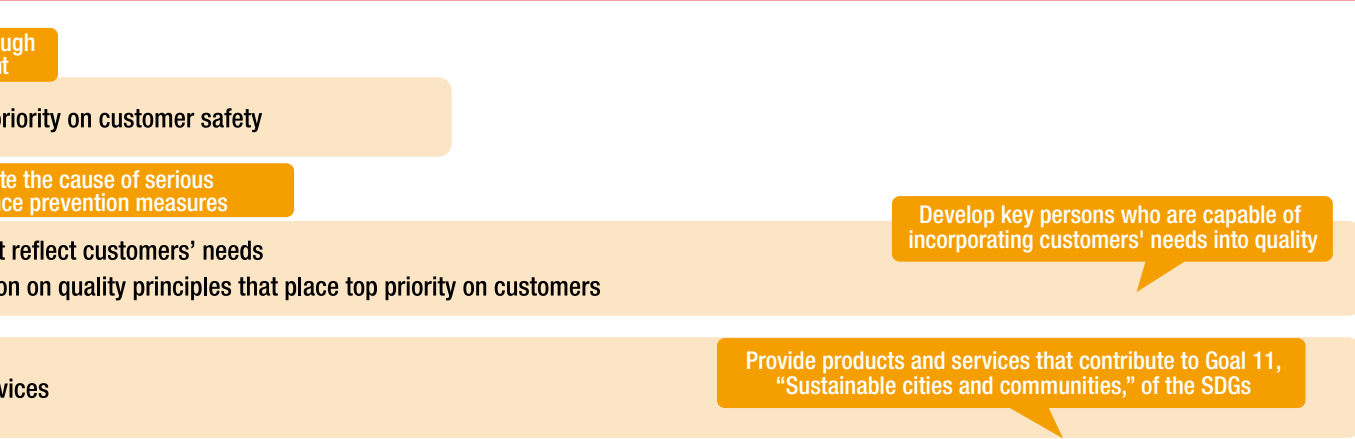 ugh
priority on customer safety
te the cause of serious
nce prevention measures
Develop key persons who are capable of
incorporating customers' needs into quality
t reflect customers’ needs
on on quality principles that place top priority on customers
Provide products and services that contribute to Goal 11,
“Sustainable cities and communities,” of the SDGs
vices